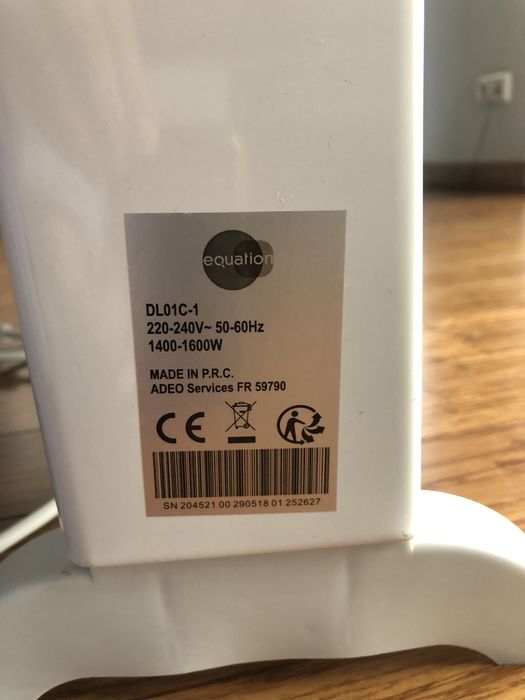 equation
DL01C-1
220-240V~ 50-60Hz
1400-1600W
MADE IN P.R.C.
ADEO Services FR 59790
CE
SN 204521 00 290518 01 252627